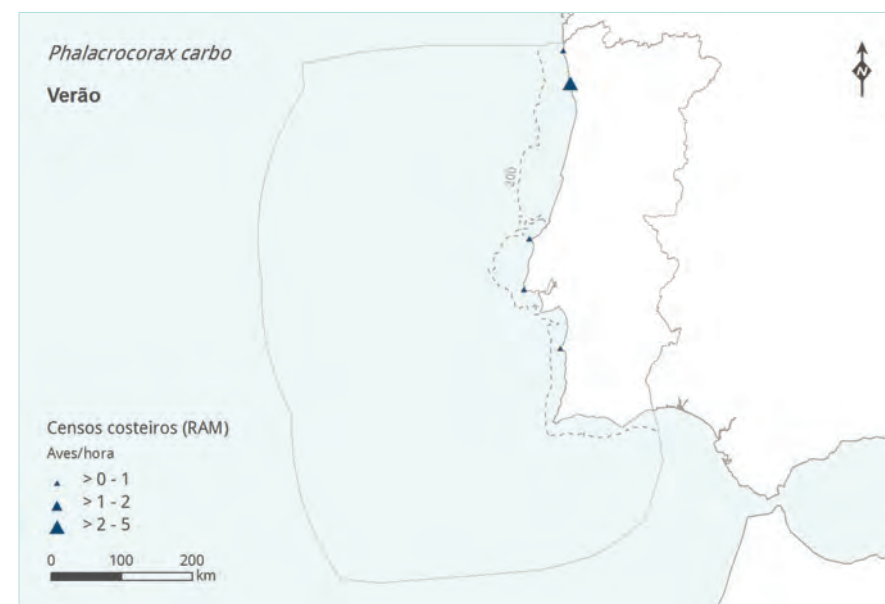 Phalacrocorax carbo
Verão
N
200
Censos costeiros (RAM)
Aves/hora
> 0 - 1
> 1 - 2
> 2 - 5
0 100 200
km